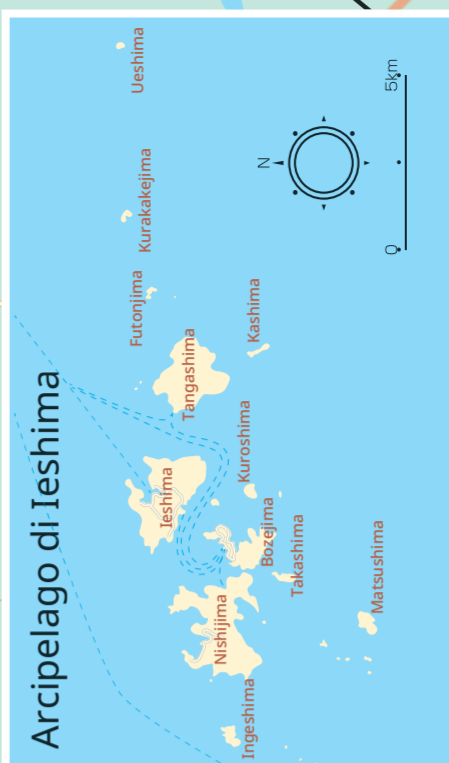 Arcipelago di Ieshima
Ueshima
Kurakakejima
Futonjima
Tangashima
Kashima
Ieshima
Kuroshima
Bozejima
Takashima
Nishijima
Matsushima
Ingeshima
N
0
5km